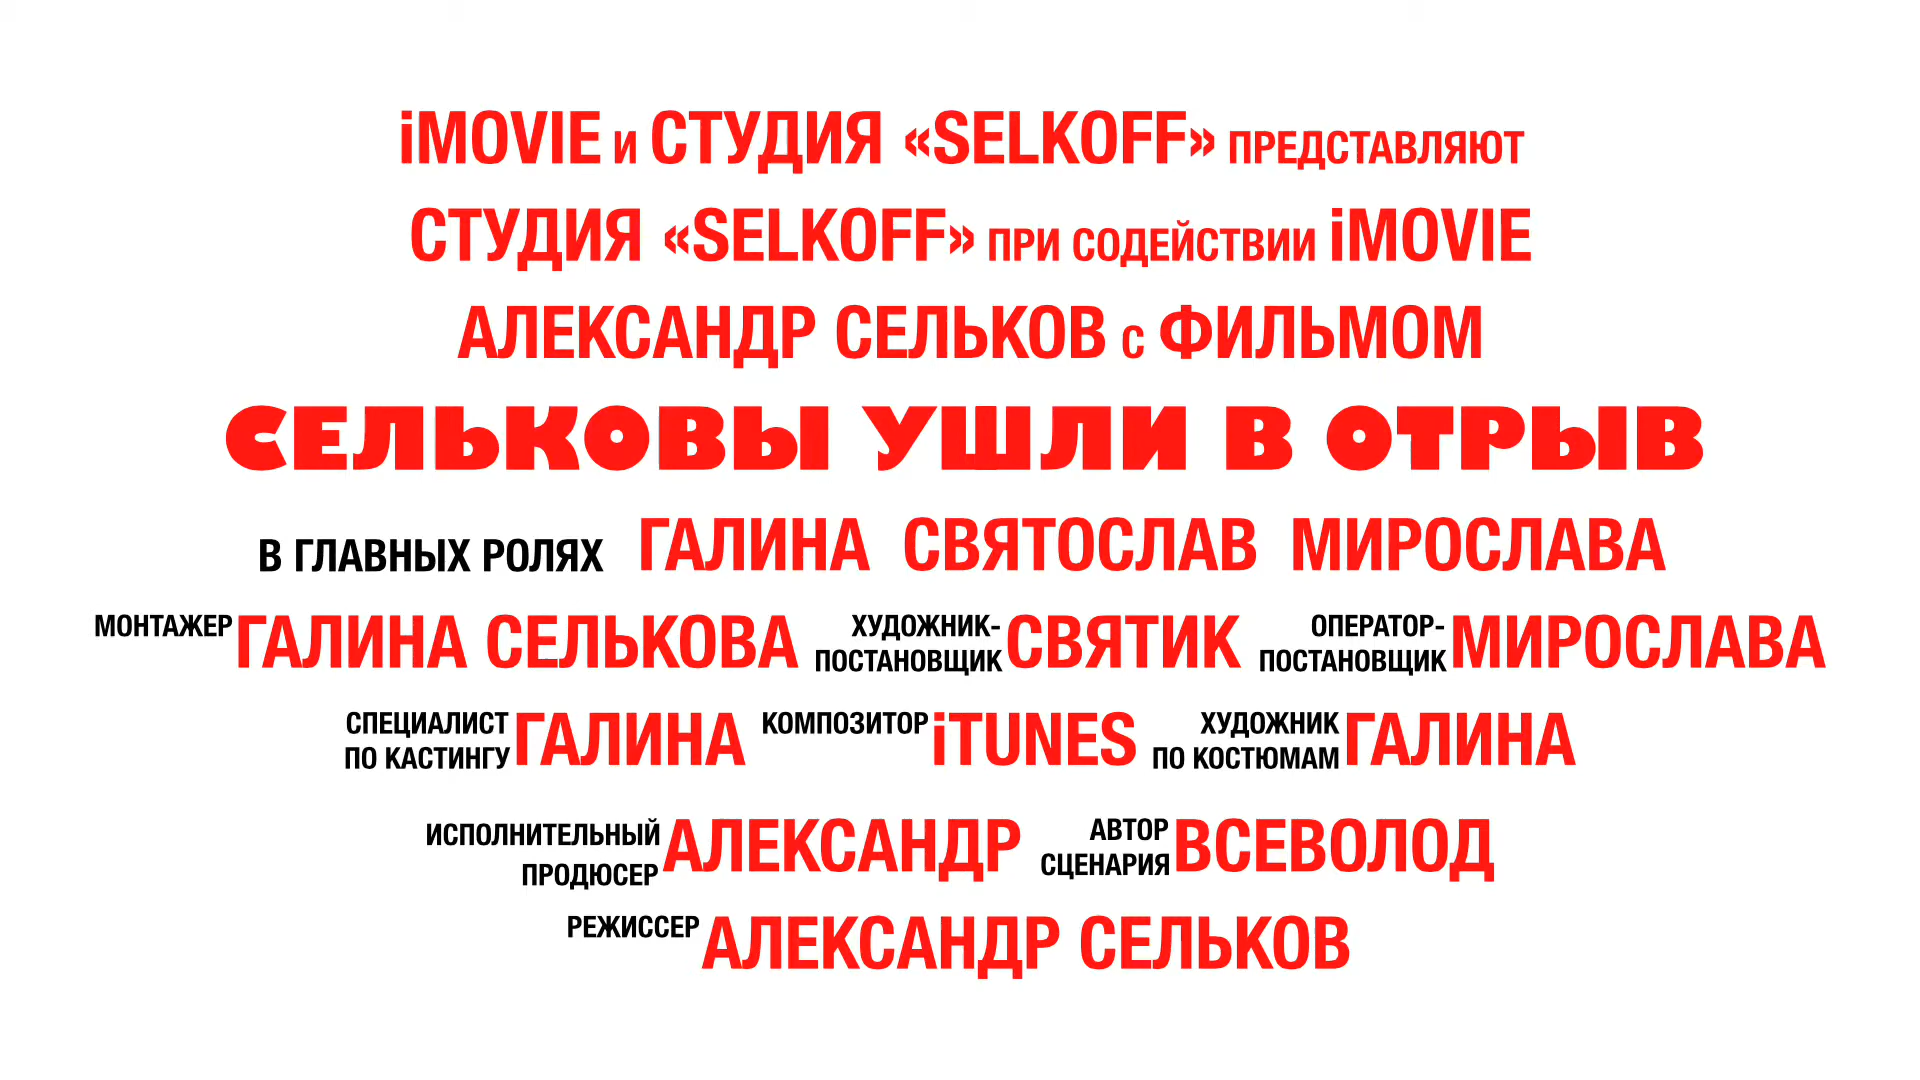 iMOVIE И СТУДИЯ «SELKOFF» ПРЕДСТАВЛЯЮТ
СТУДИЯ «SELKOFF» ПРИ СОДЕЙСТВИИ iMOVIE
АЛЕКСАНДР СЕЛЬКОВ С ФИЛЬМОМ
СЕЛЬКОВЫ УШЛИ В ОТРЫВ
В ГЛАВНЫХ РОЛЯХ ГАЛИНА СВЯТОСЛАВ МИРОСЛАВА
МОНТАЖЕР ГАЛИНА СЕЛЬКОВА ХУДОЖНИК-ПОСТАНОВЩИК СВЯТИК ОПЕРАТОР-ПОСТАНОВЩИК МИРОСЛАВА
СПЕЦИАЛИСТ ПО КАСТИНГУ ГАЛИНА КОМПОЗИТОР iTUNES ХУДОЖНИК ПО КОСТЮМАМ ГАЛИНА
ИСПОЛНИТЕЛЬНЫЙ ПРОДЮСЕР АЛЕКСАНДР АВТОР СЦЕНАРИЯ ВСЕВОЛОД
РЕЖИССЕР АЛЕКСАНДР СЕЛЬКОВ